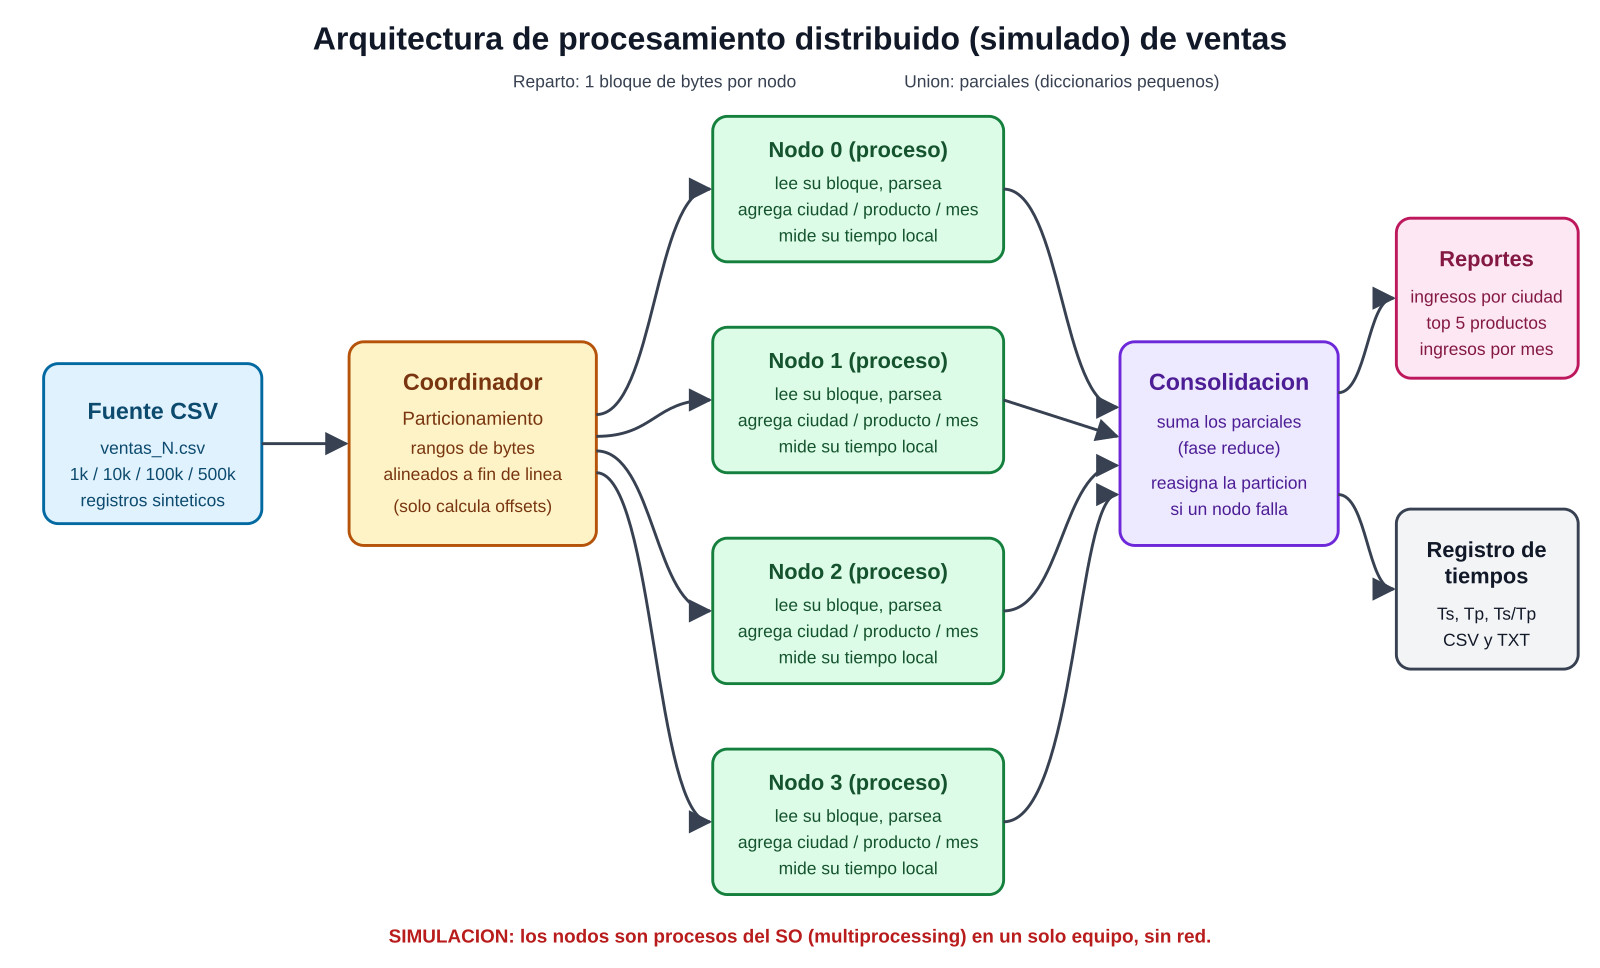 Arquitectura de procesamiento distribuido (simulado) de ventas
Reparto: 1 bloque de bytes por nodo
Union: parciales (diccionarios pequenos)
Fuente CSV
ventas_N.csv
1k / 10k / 100k / 500k
registros sinteticos
Coordinador
Particionamiento
rangos de bytes
alineados a fin de linea
(solo calcula offsets)
Nodo 0 (proceso)
lee su bloque, parsea
agrega ciudad / producto / mes
mide su tiempo local
Nodo 1 (proceso)
lee su bloque, parsea
agrega ciudad / producto / mes
mide su tiempo local
Nodo 2 (proceso)
lee su bloque, parsea
agrega ciudad / producto / mes
mide su tiempo local
Nodo 3 (proceso)
lee su bloque, parsea
agrega ciudad / producto / mes
mide su tiempo local
Consolidacion
suma los parciales
(fase reduce)
reasigna la particion
si un nodo falla
Reportes
ingresos por ciudad
top 5 productos
ingresos por mes
Registro de
tiempos
Ts, Tp, Ts/Tp
CSV y TXT
SIMULACION: los nodos son procesos del SO (multiprocessing) en un solo equipo, sin red.